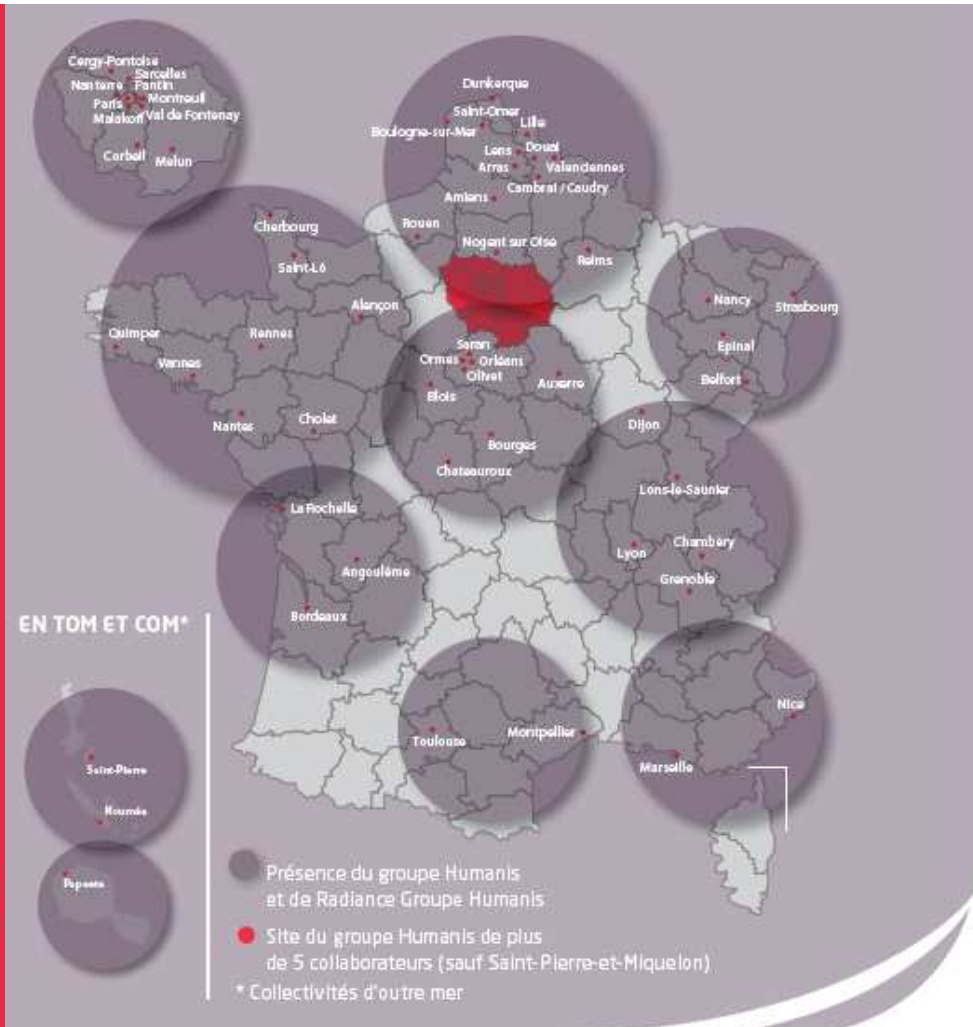 Cergy-Pontoise
Sarcelles
Nanterre Pantin
Paris Montreuil
Malakoff Val de Fontenay
Corbeil Melun
Dunkerque
Saint-Omer
Lille
Boulogne-sur-Mer
Lens Douai
Arras Valenciennes
Cambrai / Caudry
Amiens
Rouen
Nogent sur Oise
Reims
Cherbourg
Saint-Lô
Alençon
Quimper
Rennes
Vannes
Nantes
Cholet
Nancy
Strasbourg
Epinal
Belfort
Saran
Ormes Orléans
Olivet
Blois
Auxerre
Bourges
Chateauroux
Dijon
Lons-le-Saunier
Lyon
Chambéry
Grenoble
La Rochelle
Angoulême
Bordeaux
Toulouse
Montpellier
Nice
Marseille
EN TOM ET COM*
Saint-Pierre
Nouméa
Papeete
Présence du groupe Humanis
et de Radiance Groupe Humanis
Site du groupe Humanis de plus
de 5 collaborateurs (sauf Saint-Pierre-et-Miquelon)
* Collectivités d'outre mer